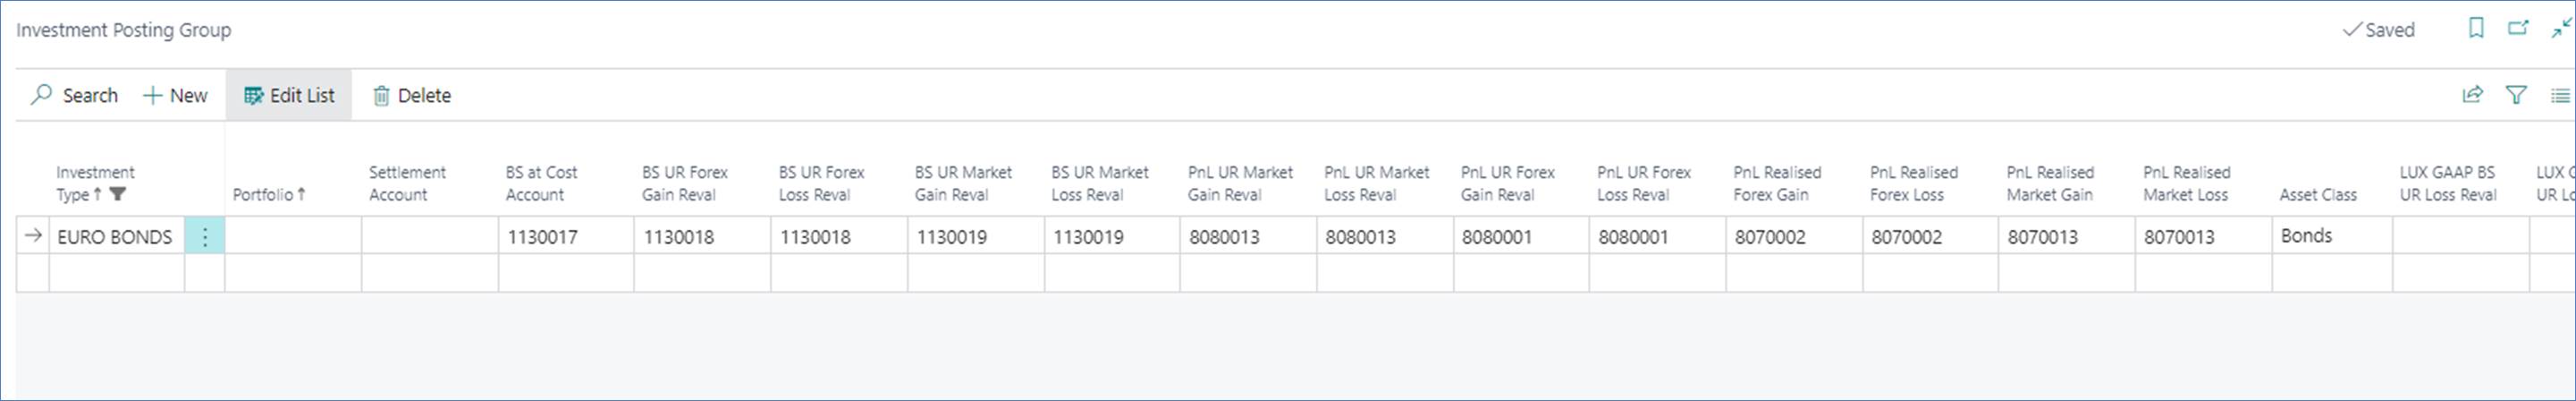 Investment Posting Group
Saved
Search New Edit List Delete
Investment BS at Cost BS UR Forex BS UR Forex BS UR Market BS UR Market PnL UR Market PnL UR Market PnL UR Forex PnL UR Forex PnL Realised PnL Realised PnL Realised PnL Realised LUX GAAP BS
Type Portfolio Settlement Account Account Gain Reval Loss Reval Gain Reval Loss Reval Gain Reval Loss Reval Gain Reval Loss Reval Forex Gain Forex Loss Market Gain Market Loss Asset Class UR Loss Reval
EURO BONDS 1130017 1130018 1130018 1130019 1130019 8080013 8080013 8080001 8080001 8070002 8070002 8070013 8070013 Bonds